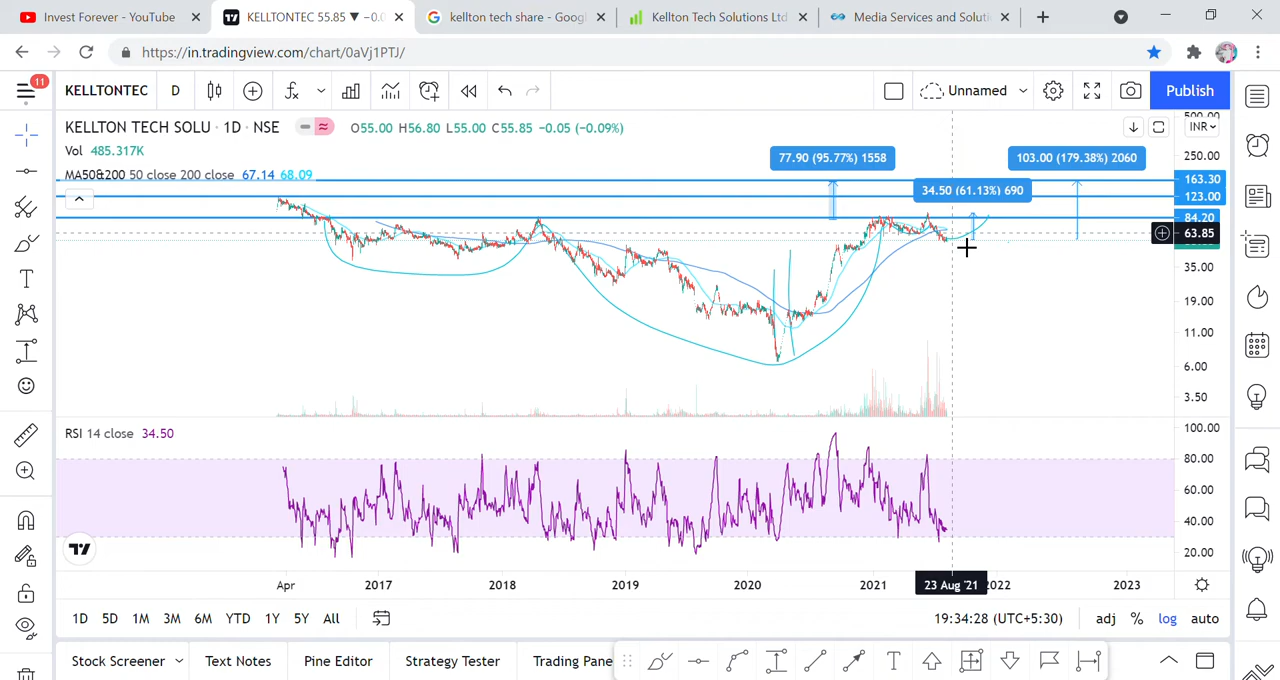 Invest Forever - YouTube
KELLTONTEC 55.85 ▼ −0.0
kellton tech share - Googl
Kellton Tech Solutions Ltd
Media Services and Soluti
https://in.tradingview.com/chart/0aVj1PTJ/
11
KELLTONTEC
D
Unnamed
Publish
KELLTON TECH SOLU · 1D · NSE
O55.00 H56.80 L55.00 C55.85 −0.05 (−0.09%)
INR
Vol 485.317K
MA50&200 50 close 200 close 67.14 68.09
77.90 (95.77%) 1558
103.00 (179.38%) 2060
34.50 (61.13%) 690
500.00
250.00
163.30
123.00
84.20
63.85
35.00
19.00
11.00
6.00
3.50
RSI 14 close 34.50
100.00
80.00
60.00
40.00
20.00
Apr
2017
2018
2019
2020
2021
23 Aug '21
2022
2023
1D
5D
1M
3M
6M
YTD
1Y
5Y
All
19:34:28 (UTC+5:30)
adj
%
log
auto
Stock Screener
Text Notes
Pine Editor
Strategy Tester
Trading Pane